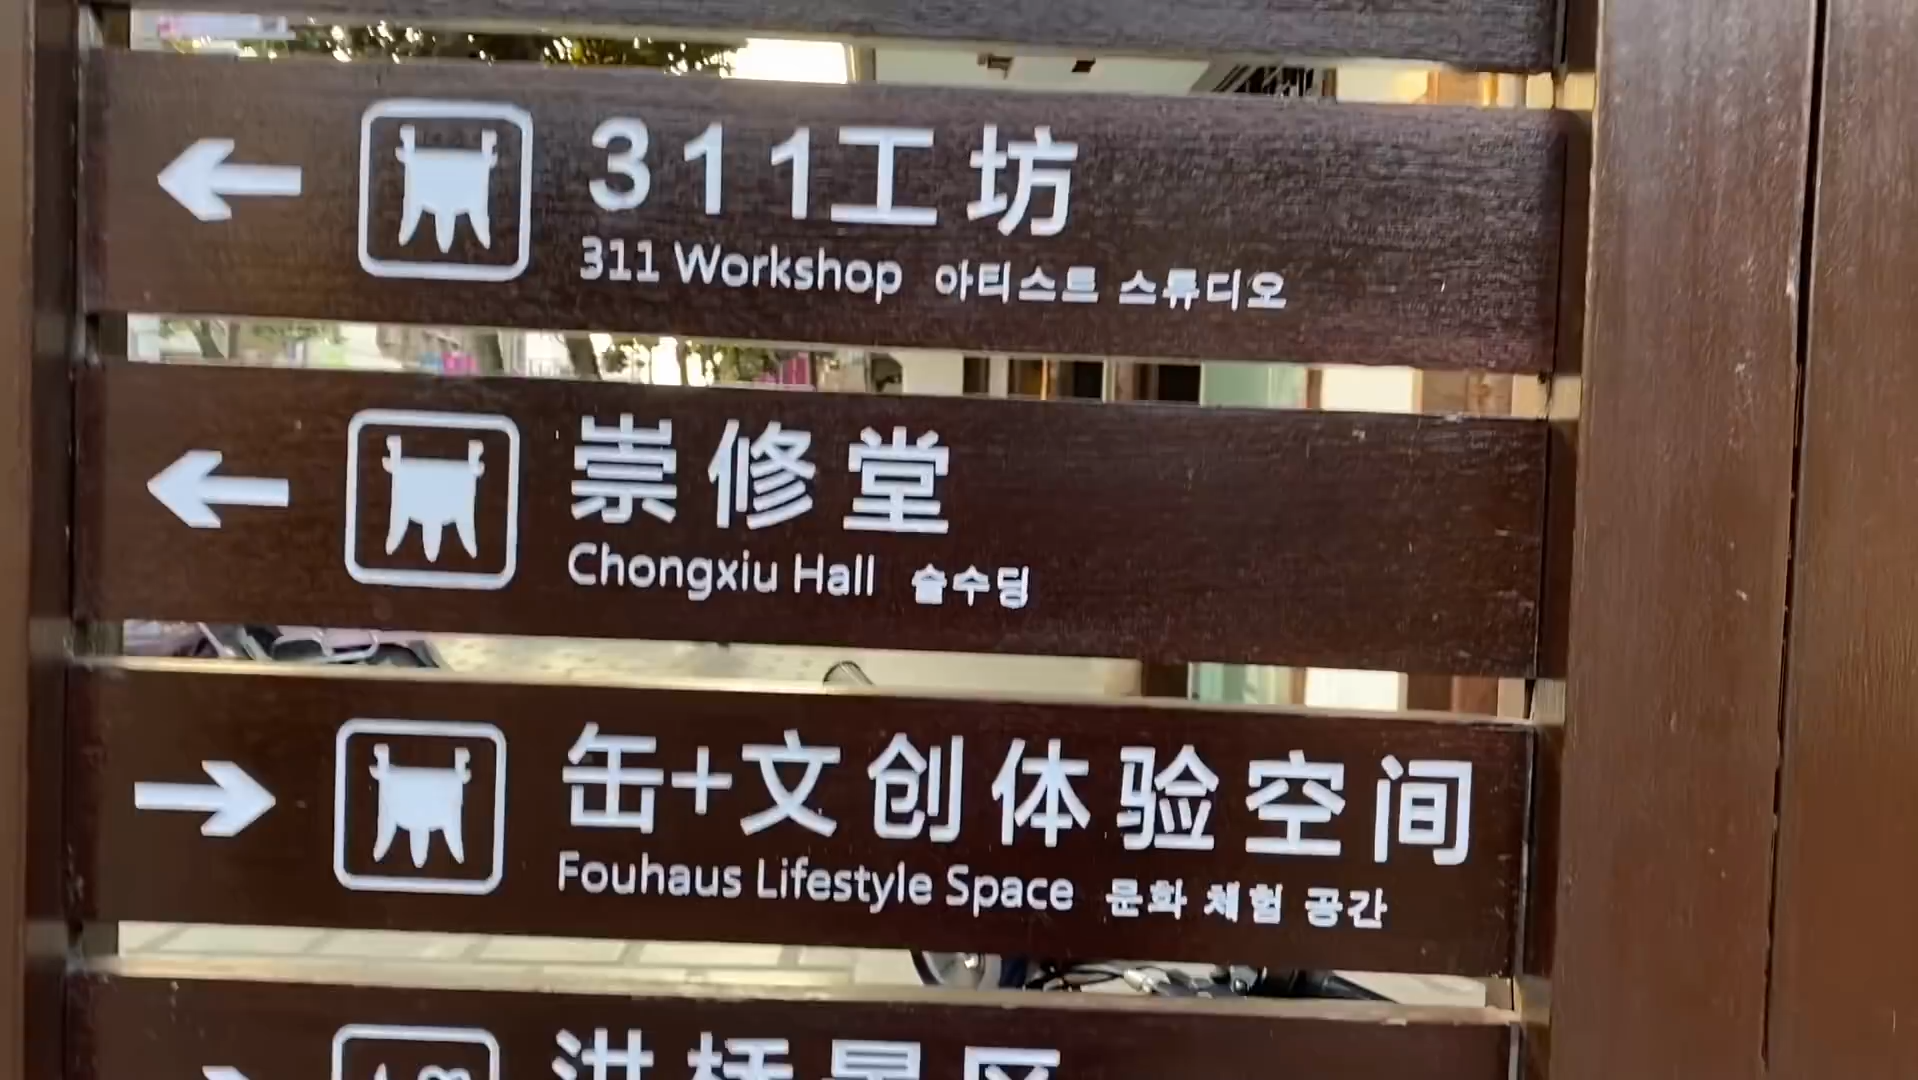 311工坊
311 Workshop 아티스트 스튜디오
崇修堂
Chongxiu Hall 슬수딩
缶+文创体验空间
Fouhaus Lifestyle Space 문화 체험 공간
洪桥景区